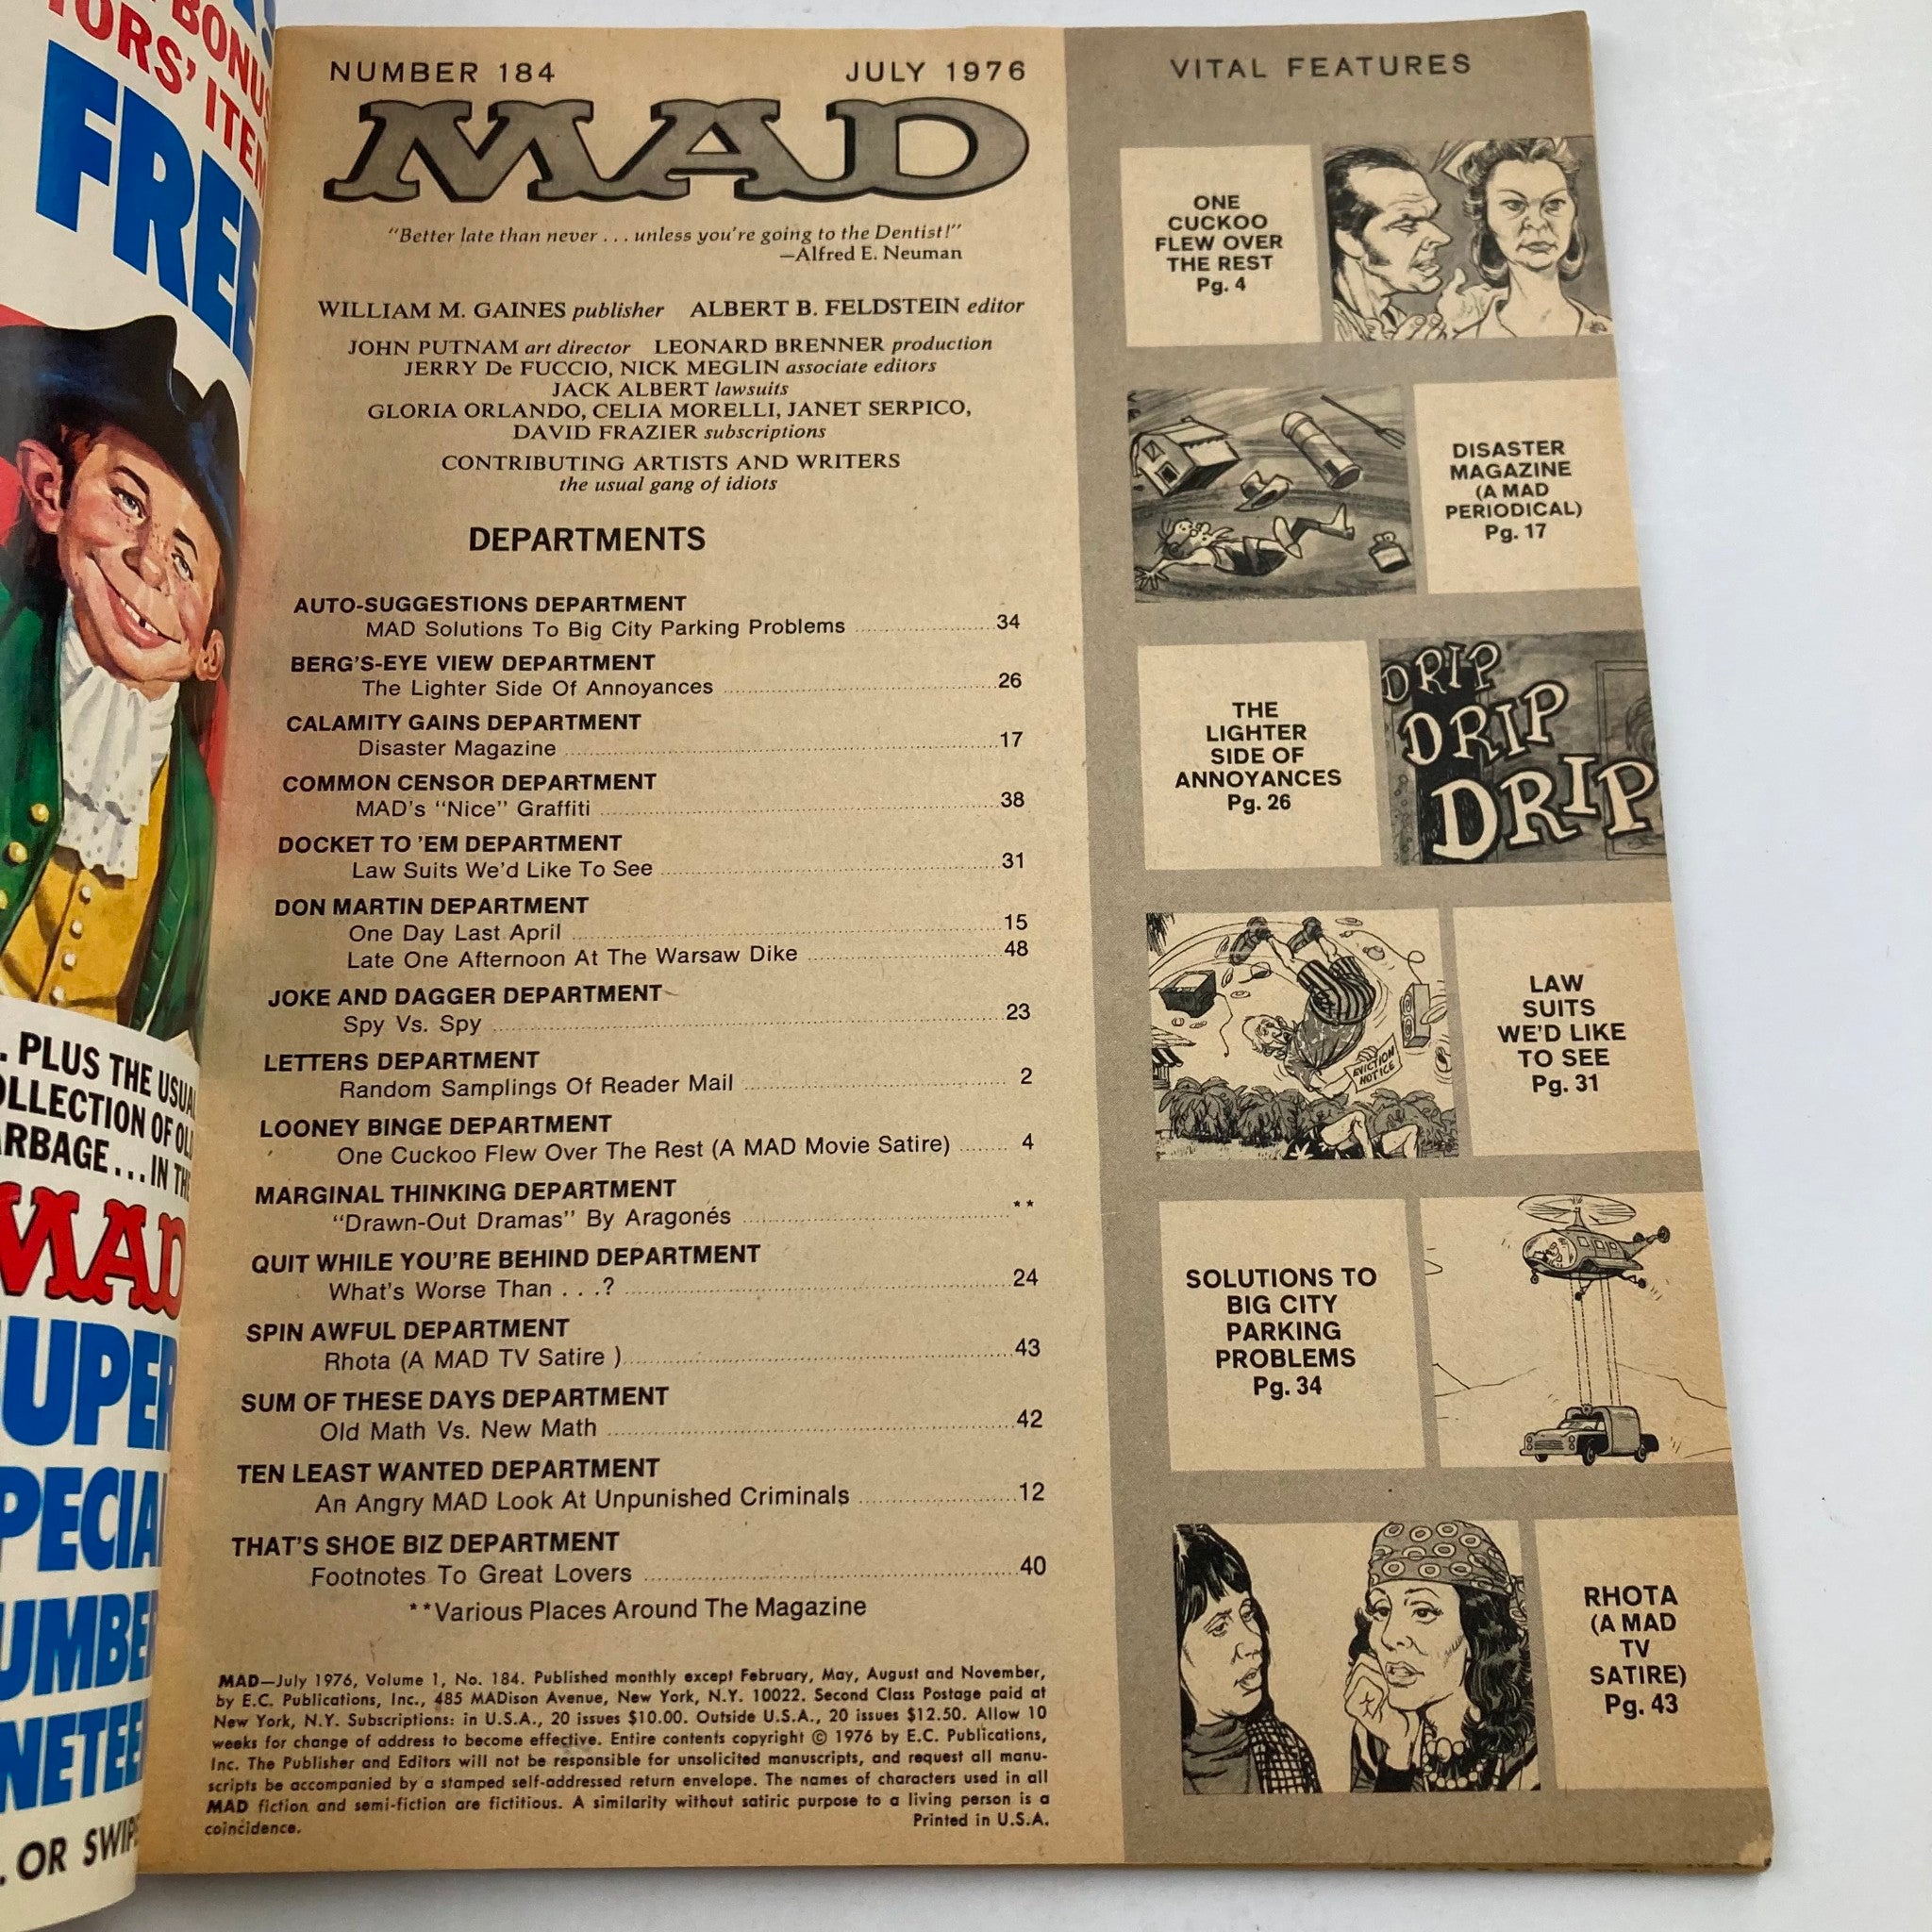 BONUS
ITEM
FREE
. PLUS THE USUAL
OF
GARBAGE...IN THE
MAD
SUPER
SPECIAL
NUMBER
. OR SWIPE
NUMBER 184 JULY 1976
MAD
"Better late than never . . . unless you're going to the Dentist!"
—Alfred E. Neuman
WILLIAM M. GAINES publisher ALBERT B. FELDSTEIN editor
JOHN PUTNAM art director LEONARD BRENNER production
JERRY De FUCCIO, NICK MEGLIN associate editors
JACK ALBERT lawsuits
GLORIA ORLANDO, CELIA MORELLI, JANET SERPICO,
DAVID FRAZIER subscriptions
CONTRIBUTING ARTISTS AND WRITERS
the usual gang of idiots
DEPARTMENTS
AUTO-SUGGESTIONS DEPARTMENT
MAD Solutions To Big City Parking Problems 34
BERG'S-EYE VIEW DEPARTMENT
The Lighter Side Of Annoyances 26
CALAMITY GAINS DEPARTMENT
Disaster Magazine 17
COMMON CENSOR DEPARTMENT
MAD's "Nice" Graffiti 38
DOCKET TO 'EM DEPARTMENT
Law Suits We'd Like To See 31
DON MARTIN DEPARTMENT
One Day Last April 15
Late One Afternoon At The Warsaw Dike 48
JOKE AND DAGGER DEPARTMENT
Spy Vs. Spy 23
LETTERS DEPARTMENT
Random Samplings Of Reader Mail 2
LOONEY BINGE DEPARTMENT
One Cuckoo Flew Over The Rest (A MAD Movie Satire) 4
MARGINAL THINKING DEPARTMENT
"Drawn-Out Dramas" By Aragonés **
QUIT WHILE YOU'RE BEHIND DEPARTMENT
What's Worse Than . . .? 24
SPIN AWFUL DEPARTMENT
Rhota (A MAD TV Satire ) 43
SUM OF THESE DAYS DEPARTMENT
Old Math Vs. New Math 42
TEN LEAST WANTED DEPARTMENT
An Angry MAD Look At Unpunished Criminals 12
THAT'S SHOE BIZ DEPARTMENT
Footnotes To Great Lovers 40
**Various Places Around The Magazine
MAD—July 1976, Volume 1, No. 184. Published monthly except February, May, August and November,
by E.C. Publications, Inc., 485 MADison Avenue, New York, N.Y. 10022. Second Class Postage paid at
New York, N.Y. Subscriptions: in U.S.A., 20 issues $10.00. Outside U.S.A., 20 issues $12.50. Allow 10
weeks for change of address to become effective. Entire contents copyright © 1976 by E.C. Publications,
Inc. The Publisher and Editors will not be responsible for unsolicited manuscripts, and request all manu-
scripts be accompanied by a stamped self-addressed return envelope. The names of characters used in all
MAD fiction and semi-fiction are fictitious. A similarity without satiric purpose to a living person is a
coincidence. Printed in U.S.A.
VITAL FEATURES
ONE
CUCKOO
FLEW OVER
THE REST
Pg. 4
DISASTER
MAGAZINE
(A MAD
PERIODICAL)
Pg. 17
THE
LIGHTER
SIDE OF
ANNOYANCES
Pg. 26
DRIP
DRIP
DRIP
EVICTION
NOTICE
LAW
SUITS
WE'D LIKE
TO SEE
Pg. 31
SOLUTIONS TO
BIG CITY
PARKING
PROBLEMS
Pg. 34
RHOTA
(A MAD
TV
SATIRE)
Pg. 43